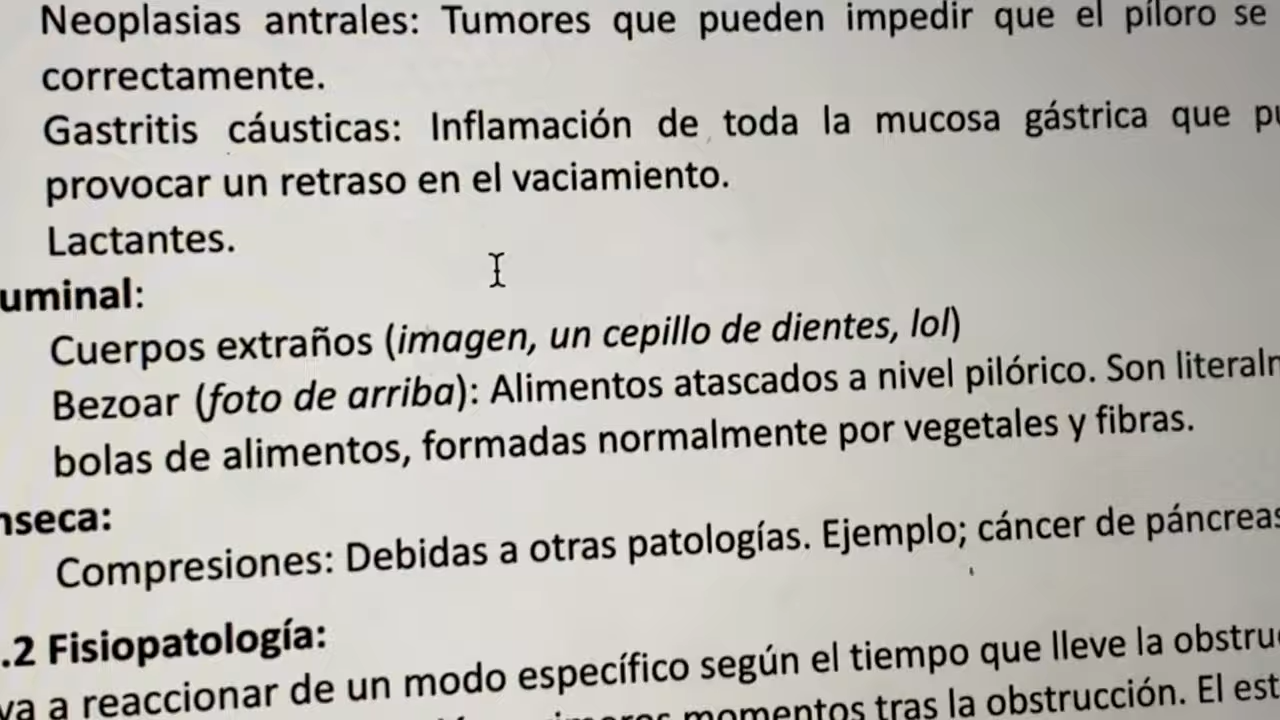 Neoplasias antrales: Tumores que pueden impedir que el píloro se
correctamente.
Gastritis cáusticas: Inflamación de toda la mucosa gástrica que
provocar un retraso en el vaciamiento.
Lactantes.
uminal:
Cuerpos extraños (imagen, un cepillo de dientes, lol)
Bezoar (foto de arriba): Alimentos atascados a nivel pilórico. Son
bolas de alimentos, formadas normalmente por vegetales y fibras.
nseca:
Compresiones: Debidas a otras patologías. Ejemplo; cáncer de páncreas
.2 Fisiopatología:
va a reaccionar de un modo específico según el tiempo que lleve la
momentos tras la obstrucción. El